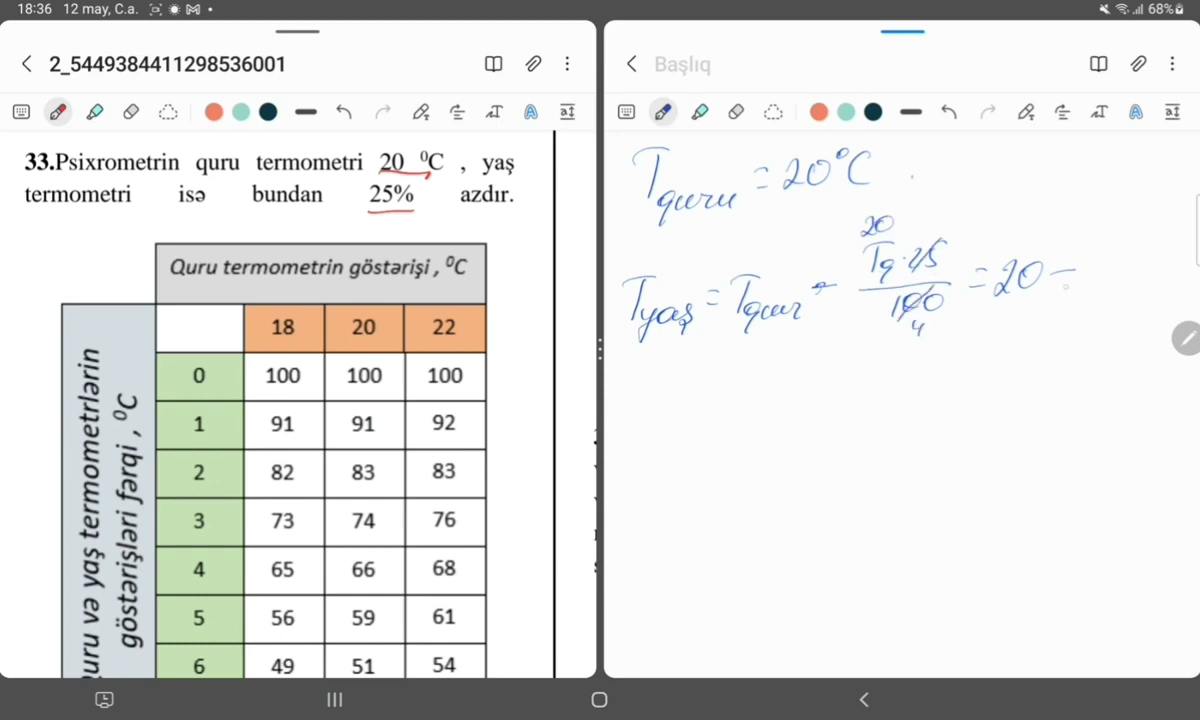 18:36 12 may, C.a. 68%
2_5449384411298536001
Başlıq
33.Psixrometrin quru termometri 20 ⁰C , yaş
termometri isə bundan 25% azdır.
Quru termometrin göstərişi , ⁰C
18 20 22
0 100 100 100
1 91 91 92
2 82 83 83
3 73 74 76
4 65 66 68
5 56 59 61
6 49 51 54
uru və yaş termometrlərin
göstərişləri fərqi , ⁰C
Tquru = 20°C
20
Tyaş = Tqur - Tq·25/100 = 20 -
4